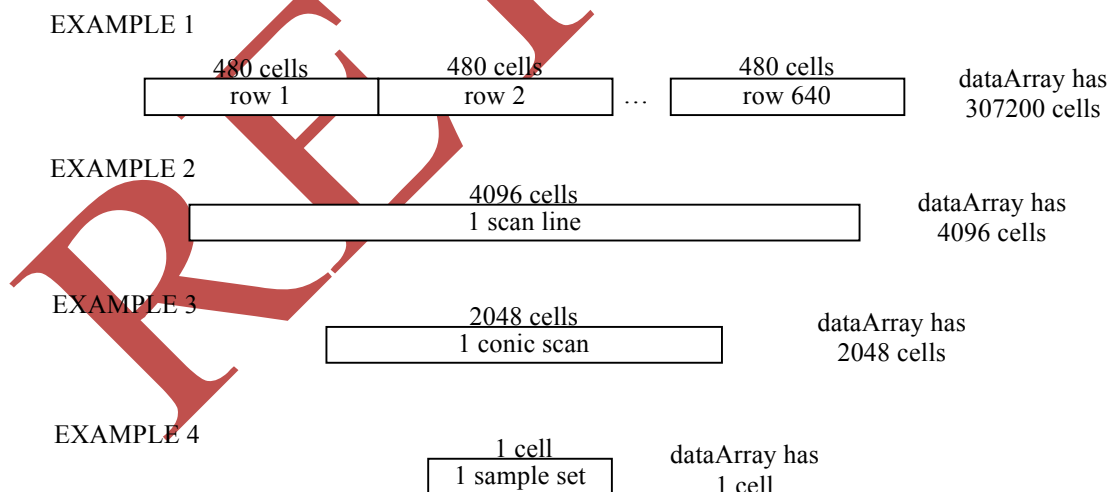 EXAMPLE 1
480 cells 480 cells 480 cells
row 1 row 2 … row 640
dataArray has
307200 cells
EXAMPLE 2
4096 cells
1 scan line
dataArray has
4096 cells
EXAMPLE 3
2048 cells
1 conic scan
dataArray has
2048 cells
EXAMPLE 4
1 cell
1 sample set
dataArray has
1 cell